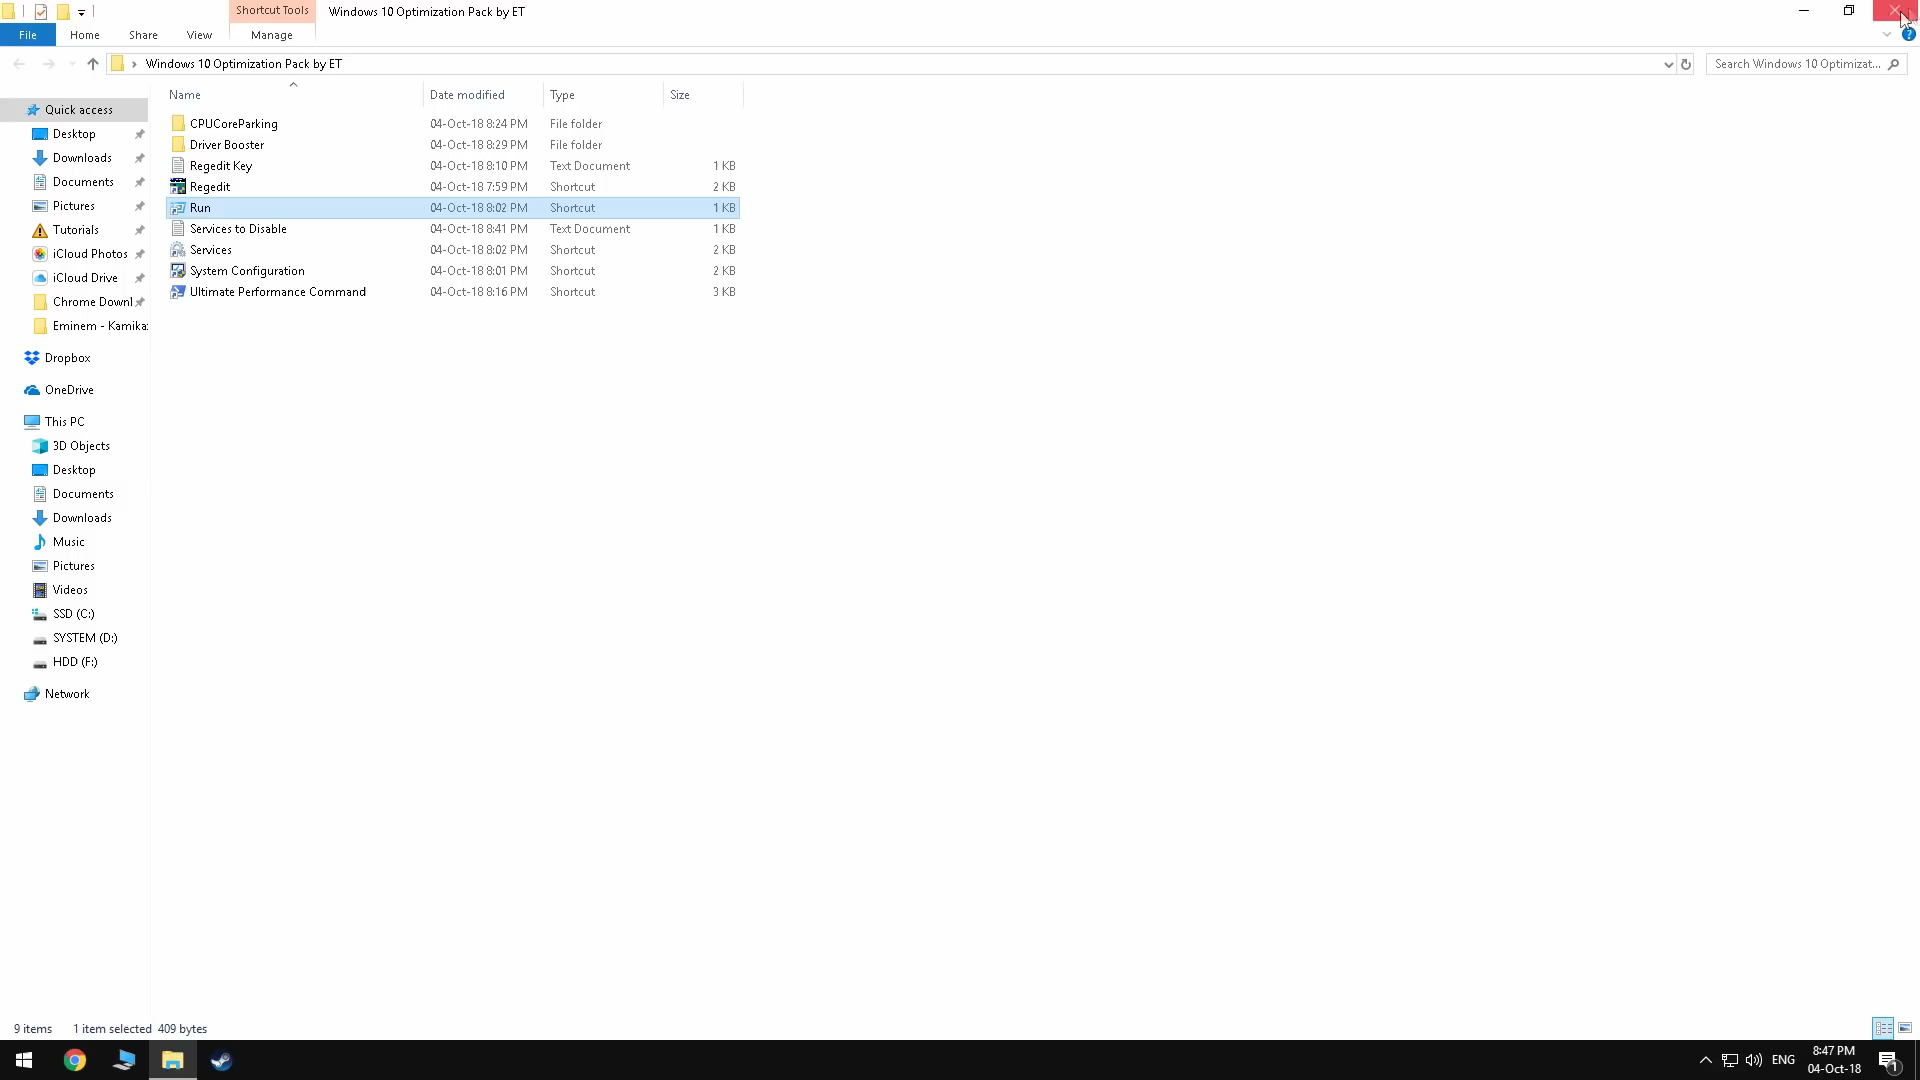 Shortcut Tools
Windows 10 Optimization Pack by ET
File
Home
Share
View
Manage
Windows 10 Optimization Pack by ET
Search Windows 10 Optimizat...
Name
Date modified
Type
Size
CPUCoreParking 04-Oct-18 8:24 PM File folder
Driver Booster 04-Oct-18 8:29 PM File folder
Regedit Key 04-Oct-18 8:10 PM Text Document 1 KB
Regedit 04-Oct-18 7:59 PM Shortcut 2 KB
Run 04-Oct-18 8:02 PM Shortcut 1 KB
Services to Disable 04-Oct-18 8:41 PM Text Document 1 KB
Services 04-Oct-18 8:02 PM Shortcut 2 KB
System Configuration 04-Oct-18 8:01 PM Shortcut 2 KB
Ultimate Performance Command 04-Oct-18 8:16 PM Shortcut 3 KB
Quick access
Desktop
Downloads
Documents
Pictures
Tutorials
iCloud Photos
iCloud Drive
Chrome Downl
Eminem - Kamika
Dropbox
OneDrive
This PC
3D Objects
Desktop
Documents
Downloads
Music
Pictures
Videos
SSD (C:)
SYSTEM (D:)
HDD (F:)
Network
9 items 1 item selected 409 bytes
ENG
8:47 PM
04-Oct-18
1